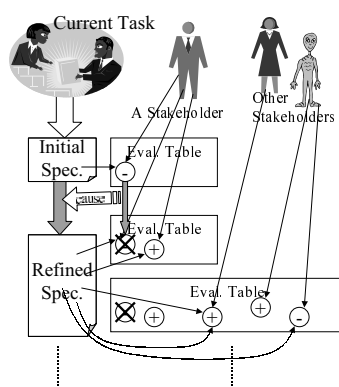 Current Task
A Stakeholder
Other
Stakeholders
Initial
Spec.
Eval. Table
-
cause
Eval. Table
+
Refined
Spec.
Eval. Table
+
+
+
-